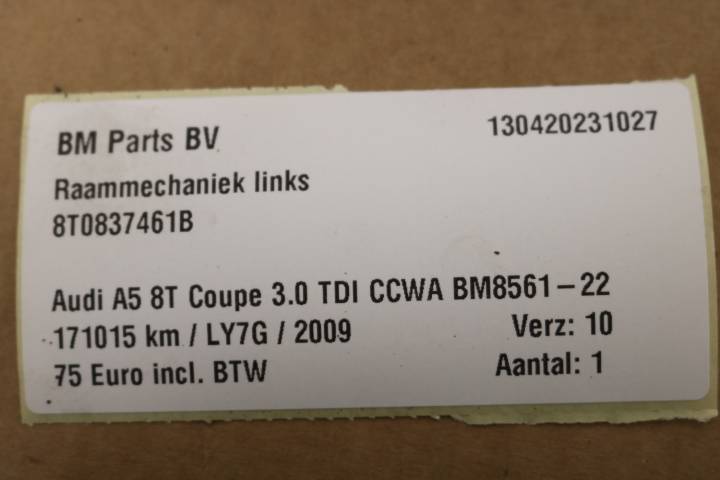 BM Parts BV 130420231027
Raammechaniek links
8T0837461B
Audi A5 8T Coupe 3.0 TDI CCWA BM8561-22
171015 km / LY7G / 2009 Verz: 10
75 Euro incl. BTW Aantal: 1